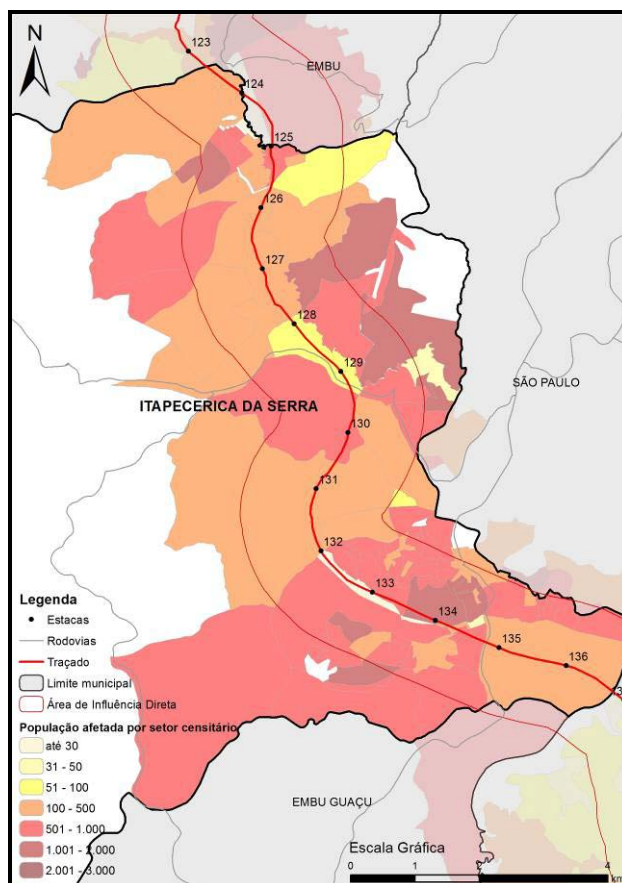 N
123
EMBU
124
125
126
127
128
129
SÃO PAULO
ITAPECERICA DA SERRA
130
131
132
133
134
135
136
Legenda
Estacas
Rodovias
Traçado
Limite municipal
Área de Influência Direta
População afetada por setor censitário
até 30
31 - 50
51 - 100
100 - 500
501 - 1.000
1.001 - 2.000
2.001 - 3.000
EMBU GUAÇU
Escala Gráfica
0 1 2 4